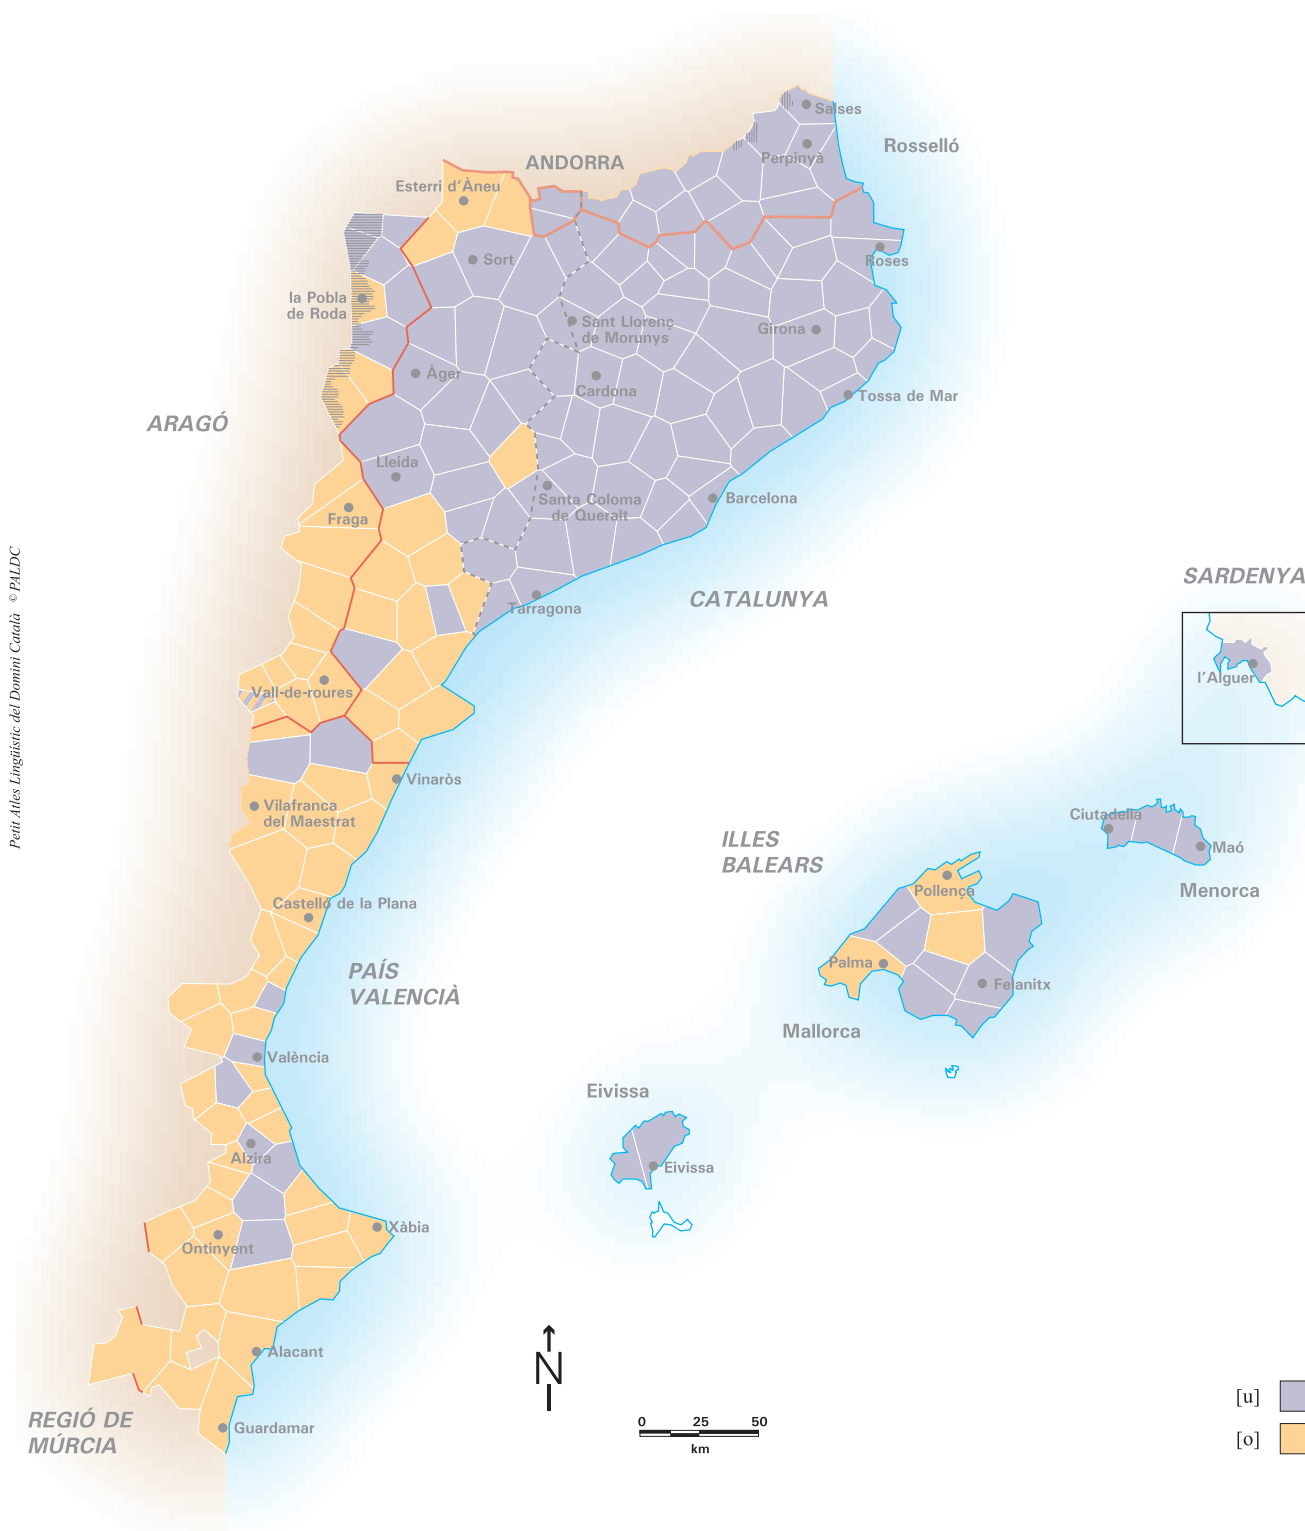 Salses
Rosselló
Perpinyà
ANDORRA
Esterri d'Àneu
Sort
Roses
la Pobla
de Roda
Sant Llorenç
de Morunys
Girona
Àger
Cardona
Tossa de Mar
ARAGÓ
Lleida
Santa Coloma
de Queralt
Barcelona
Fraga
Petit Atles Lingüístic del Domini Català © PALDC
SARDENYA
CATALUNYA
Tarragona
l'Alguer
Vall-de-roures
Vinaròs
Vilafranca
del Maestrat
Ciutadella
Maó
ILLES
BALEARS
Pollença
Menorca
Castelló de la Plana
PAÍS
VALENCIÀ
Palma
Felanitx
Mallorca
València
Eivissa
Alzira
Eivissa
Xàbia
Ontinyent
Alacant
N
[u]
REGIÓ DE
MÚRCIA
Guardamar
0 25 50
km
[o]